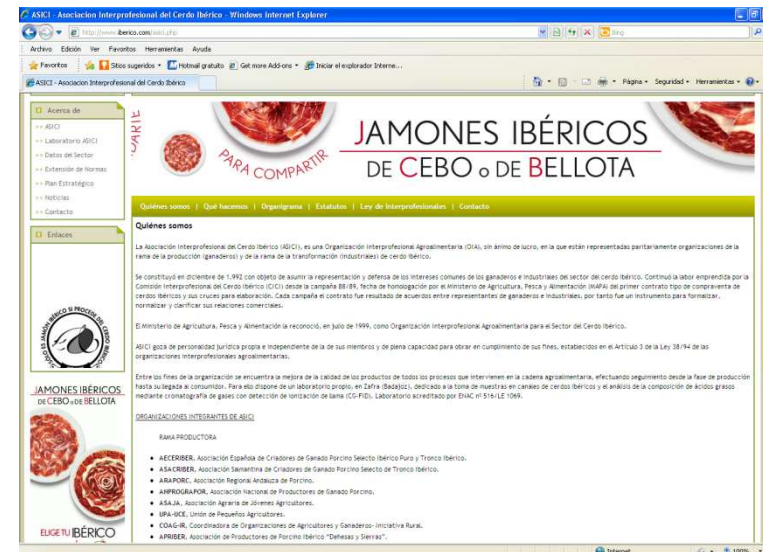 ASICI - Asociacion Interprofesional del Cerdo Ibérico - Windows Internet Explorer
http://www.iberico.com/asici.php
Bing
Archivo Edición Ver Favoritos Herramientas Ayuda
Favoritos Sitios sugeridos Hotmail gratuito Get more Add-ons Iniciar el explorador Interne...
ASICI - Asociacion Interprofesional del Cerdo Ibérico
Página Seguridad Herramientas
Acerca de
>> ASICI
>> Laboratorio ASICI
>> Datos del Sector
>> Extensión de Normas
>> Plan Estratégico
>> Noticias
>> Contacto
Enlaces
SÓLO ES JAMÓN IBÉRICO SI PROCEDE DEL CERDO IBÉRICO
JAMONES IBÉRICOS
DE CEBO o DE BELLOTA
ELIGE TU IBÉRICO
PARA COMPARTIR
JAMONES IBÉRICOS
DE CEBO o DE BELLOTA
Quiénes somos | Qué hacemos | Organigrama | Estatutos | Ley de Interprofesionales | Contacto
Quiénes somos
La Asociación Interprofesional del Cerdo Ibérico (ASICI), es una Organización Interprofesional Agroalimentaria (OIA), sin ánimo de lucro, en la que están representadas paritariamente organizaciones de la
rama de la producción (ganaderos) y de la rama de la transformación (industriales) de cerdo ibérico.
Se constituyó en diciembre de 1.992 con objeto de asumir la representación y defensa de los intereses comunes de los ganaderos e industriales del sector del cerdo ibérico. Continuó la labor emprendida por la
Comisión Interprofesional del Cerdo Ibérico (CICI) desde la campaña 88/89, fecha de homologación por el Ministerio de Agricultura, Pesca y Alimentación (MAPA) del primer contrato tipo de compraventa de
cerdos ibéricos y sus cruces para elaboración. Cada campaña el contrato fue resultado de acuerdos entre representantes de ganaderos e industriales, por tanto fue un instrumento para formalizar,
normalizar y clarificar sus relaciones comerciales.
El Ministerio de Agricultura, Pesca y Alimentación la reconoció, en julio de 1999, como Organización Interprofesional Agroalimentaria para el Sector del Cerdo Ibérico.
ASICI goza de personalidad jurídica propia e independiente de la de sus miembros y de plena capacidad para obrar en cumplimiento de sus fines, establecidos en el Artículo 3 de la Ley 38/94 de las
organizaciones interprofesionales agroalimentarias.
Entre los fines de la organización se encuentra la mejora de la calidad de los productos de todos los procesos que intervienen en la cadena agroalimentaria, efectuando seguimiento desde la fase de producción
hasta su llegada al consumidor. Para ello dispone de un laboratorio propio, en Zafra (Badajoz), dedicado a la toma de muestras en canales de cerdos ibéricos y el análisis de la composición de ácidos grasos
mediante cromatografía de gases con detección de ionización de llama (CG-FID). Laboratorio acreditado por ENAC nº 516/LE 1069.
ORGANIZACIONES INTEGRANTES DE ASICI
RAMA PRODUCTORA
• AECERIBER, Asociación Española de Criadores de Ganado Porcino Selecto Ibérico Puro y Tronco Ibérico.
• ASACRIBER, Asociación Salmantina de Criadores de Ganado Porcino Selecto de Tronco Ibérico.
• ARAPORC, Asociación Regional Andaluza de Porcino.
• ANPROGAPOR, Asociación Nacional de Productores de Ganado Porcino.
• ASAJA, Asociación Agraria de Jóvenes Agricultores.
• UPA-UCE, Unión de Pequeños Agricultores.
• COAG-IR, Coordinadora de Organizaciones de Agricultores y Ganaderos- Iniciativa Rural.
• APRIBER, Asociación de Productores de Porcino Ibérico "Dehesas y Sierras".
Internet 100%